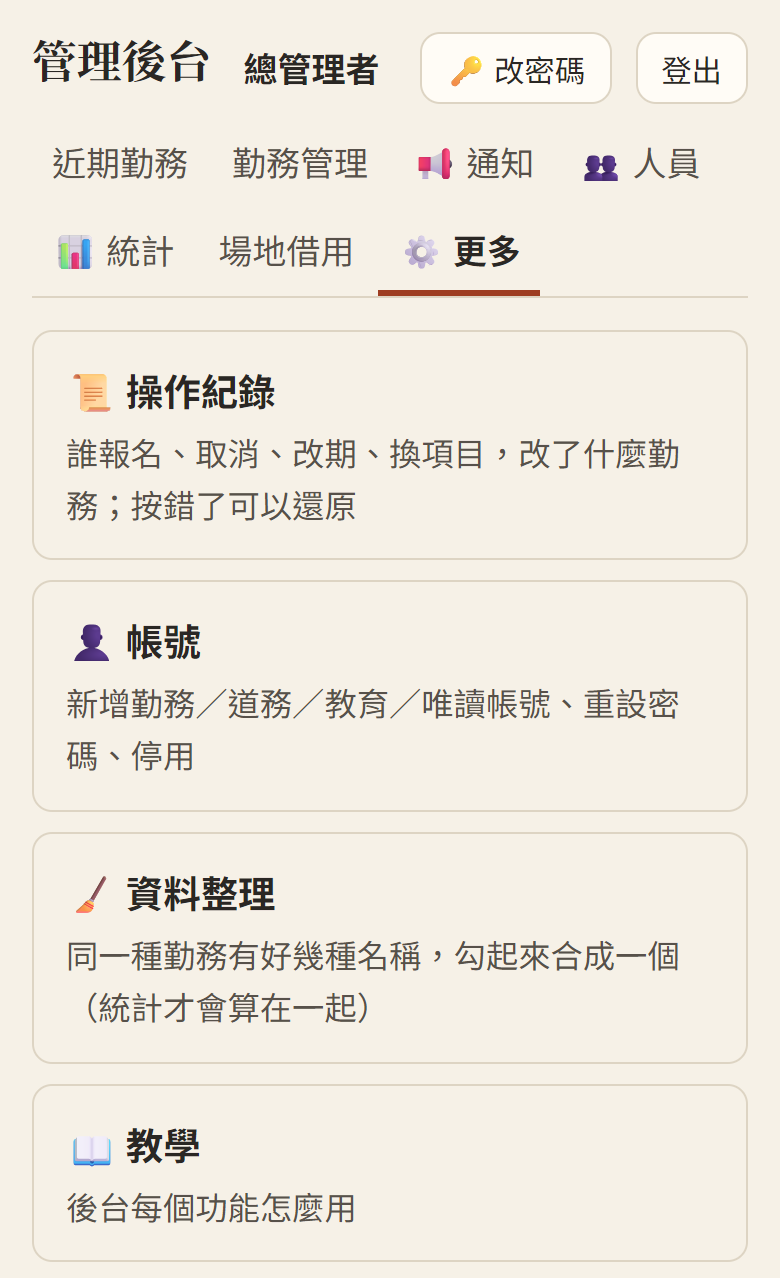 管理後台 總管理者 改密碼 登出
近期勤務 勤務管理 通知 人員
統計 場地借用 更多
操作紀錄
誰報名、取消、改期、換項目，改了什麼勤
務；按錯了可以還原
帳號
新增勤務／道務／教育／唯讀帳號、重設密
碼、停用
資料整理
同一種勤務有好幾種名稱，勾起來合成一個
（統計才會算在一起）
教學
後台每個功能怎麼用